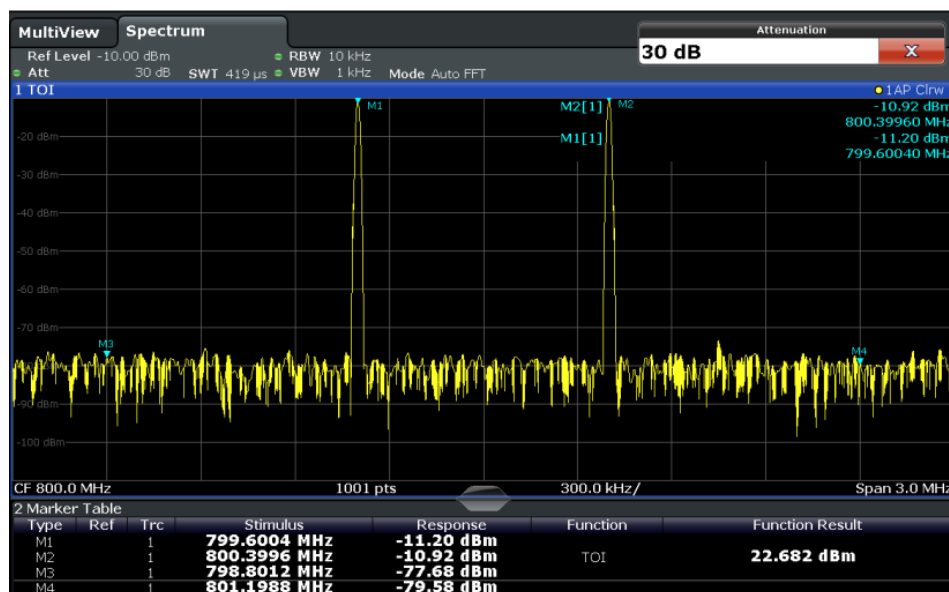 MultiView Spectrum
Attenuation
30 dB X
Ref Level -10.00 dBm RBW 10 kHz
Att 30 dB SWT 419 µs VBW 1 kHz Mode Auto FFT
1 TOI 1AP Clrw
M1 M2[1] M2 -10.92 dBm
800.39960 MHz
M1[1] -11.20 dBm
799.60040 MHz
-20 dBm
-30 dBm
-40 dBm
-50 dBm
-60 dBm
-70 dBm
M3 M4
-90 dBm
-100 dBm
CF 800.0 MHz 1001 pts 300.0 kHz/ Span 3.0 MHz
2 Marker Table
Type Ref Trc Stimulus Response Function Function Result
M1 1 799.6004 MHz -11.20 dBm
M2 1 800.3996 MHz -10.92 dBm TOI 22.682 dBm
M3 1 798.8012 MHz -77.68 dBm
M4 1 801.1988 MHz -79.58 dBm